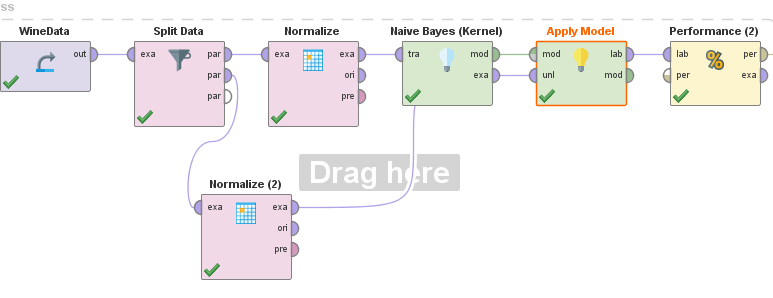 ss
WineData
out
Split Data
exa
par
par
par
Normalize
exa
exa
ori
pre
Naive Bayes (Kernel)
tra
mod
exa
Apply Model
mod
lab
unl
mod
Performance (2)
lab
per
per
exa
%
Drag here
Normalize (2)
exa
exa
ori
pre